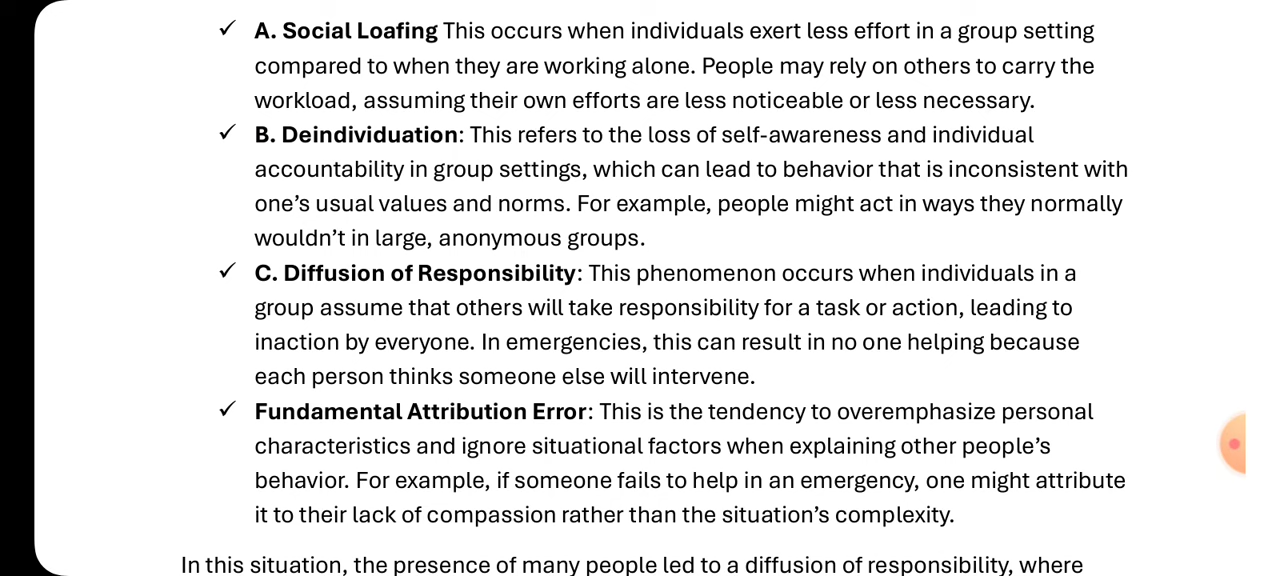 ✓ A. Social Loafing This occurs when individuals exert less effort in a group setting
compared to when they are working alone. People may rely on others to carry the
workload, assuming their own efforts are less noticeable or less necessary.
✓ B. Deindividuation: This refers to the loss of self-awareness and individual
accountability in group settings, which can lead to behavior that is inconsistent with
one’s usual values and norms. For example, people might act in ways they normally
wouldn’t in large, anonymous groups.
✓ C. Diffusion of Responsibility: This phenomenon occurs when individuals in a
group assume that others will take responsibility for a task or action, leading to
inaction by everyone. In emergencies, this can result in no one helping because
each person thinks someone else will intervene.
✓ Fundamental Attribution Error: This is the tendency to overemphasize personal
characteristics and ignore situational factors when explaining other people’s
behavior. For example, if someone fails to help in an emergency, one might attribute
it to their lack of compassion rather than the situation’s complexity.
In this situation, the presence of many people led to a diffusion of responsibility, where